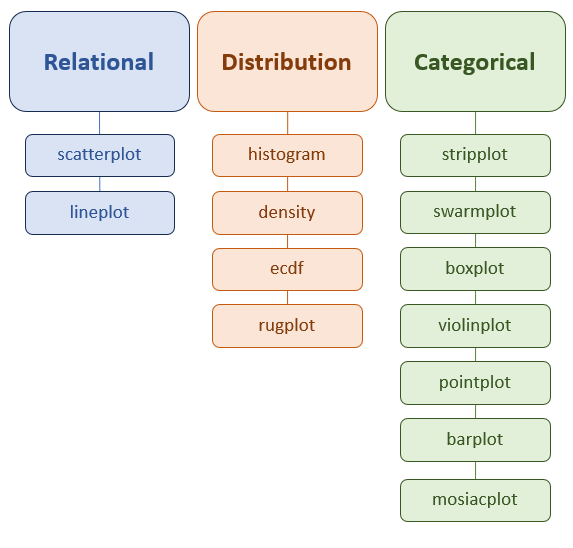 Relational
scatterplot
lineplot
Distribution
histogram
density
ecdf
rugplot
Categorical
stripplot
swarmplot
boxplot
violinplot
pointplot
barplot
mosiacplot